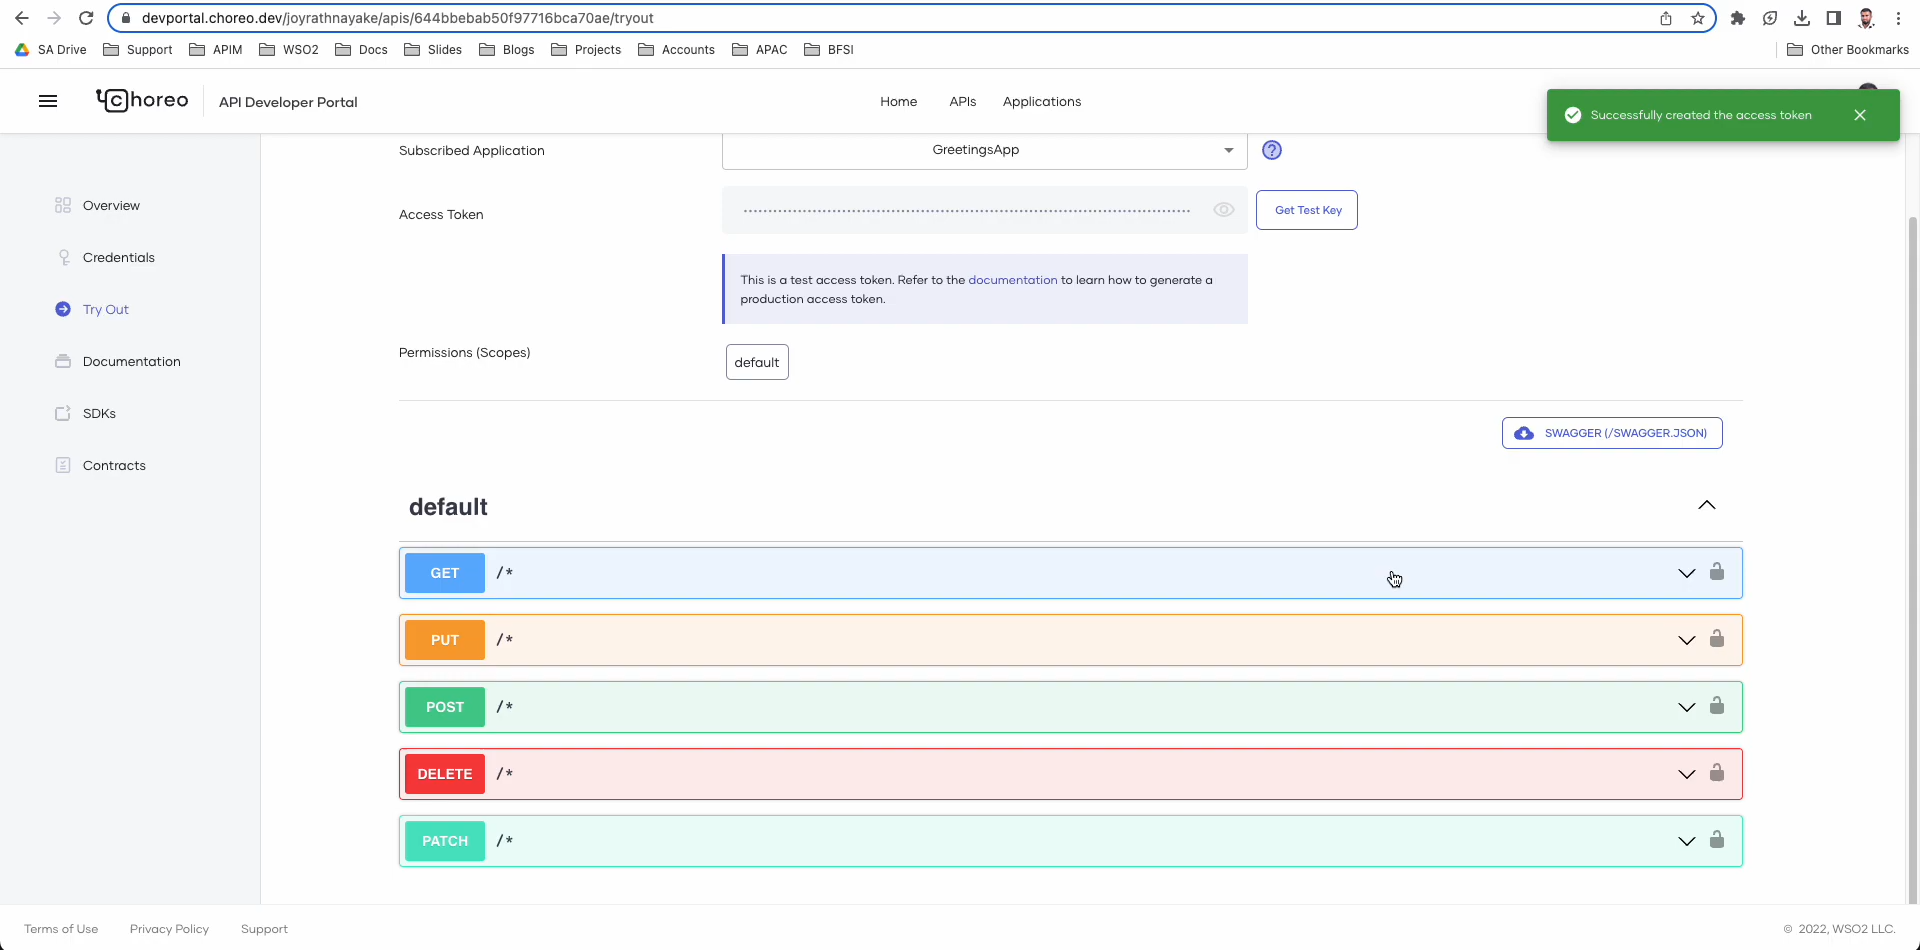 devportal.choreo.dev/joyrathnayake/apis/644bbebab50f97716bca70ae/tryout
SA Drive Support APIM WSO2 Docs Slides Blogs Projects Accounts APAC BFSI Other Bookmarks
Choreo API Developer Portal Home APIs Applications
Successfully created the access token
Subscribed Application GreetingsApp ?
Overview
Access Token Get Test Key
Credentials
This is a test access token. Refer to the documentation to learn how to generate a
production access token.
Try Out
Permissions (Scopes) default
Documentation
SDKs
SWAGGER (/SWAGGER.JSON)
Contracts
default
GET /*
PUT /*
POST /*
DELETE /*
PATCH /*
Terms of Use Privacy Policy Support © 2022, WSO2 LLC.